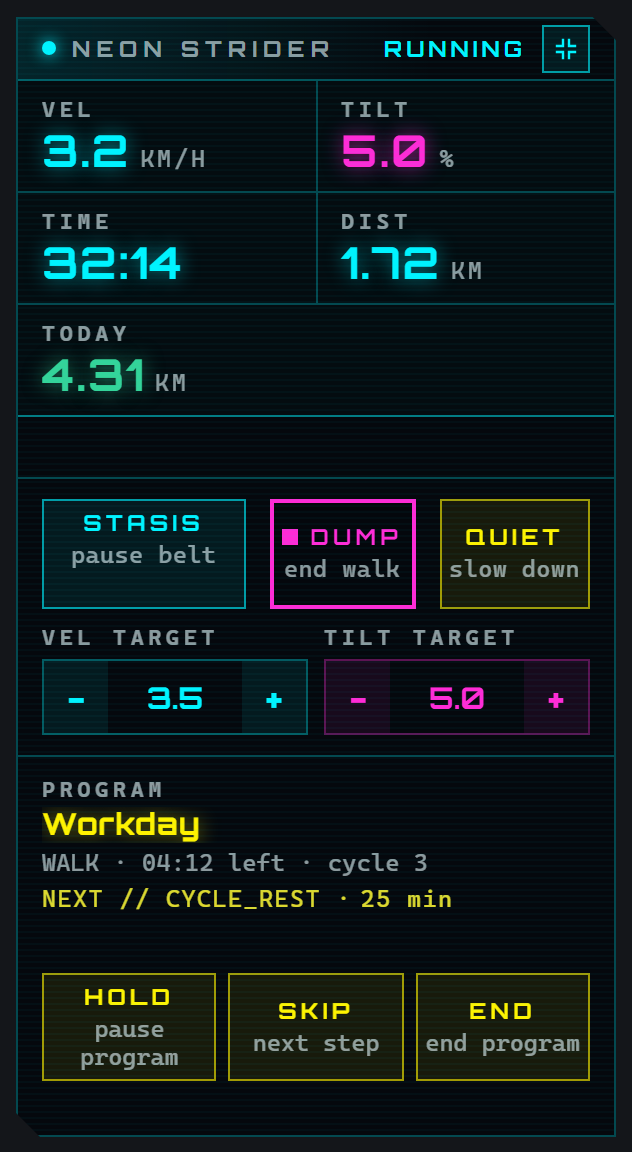 NEON STRIDER RUNNING
VEL TILT
3.2 KM/H 5.0 %
TIME DIST
32:14 1.72 KM
TODAY
4.31 KM
STASIS DUMP QUIET
pause belt end walk slow down
VEL TARGET TILT TARGET
- 3.5 + - 5.0 +
PROGRAM
Workday
WALK · 04:12 left · cycle 3
NEXT // CYCLE_REST · 25 min
HOLD SKIP END
pause program next step end program